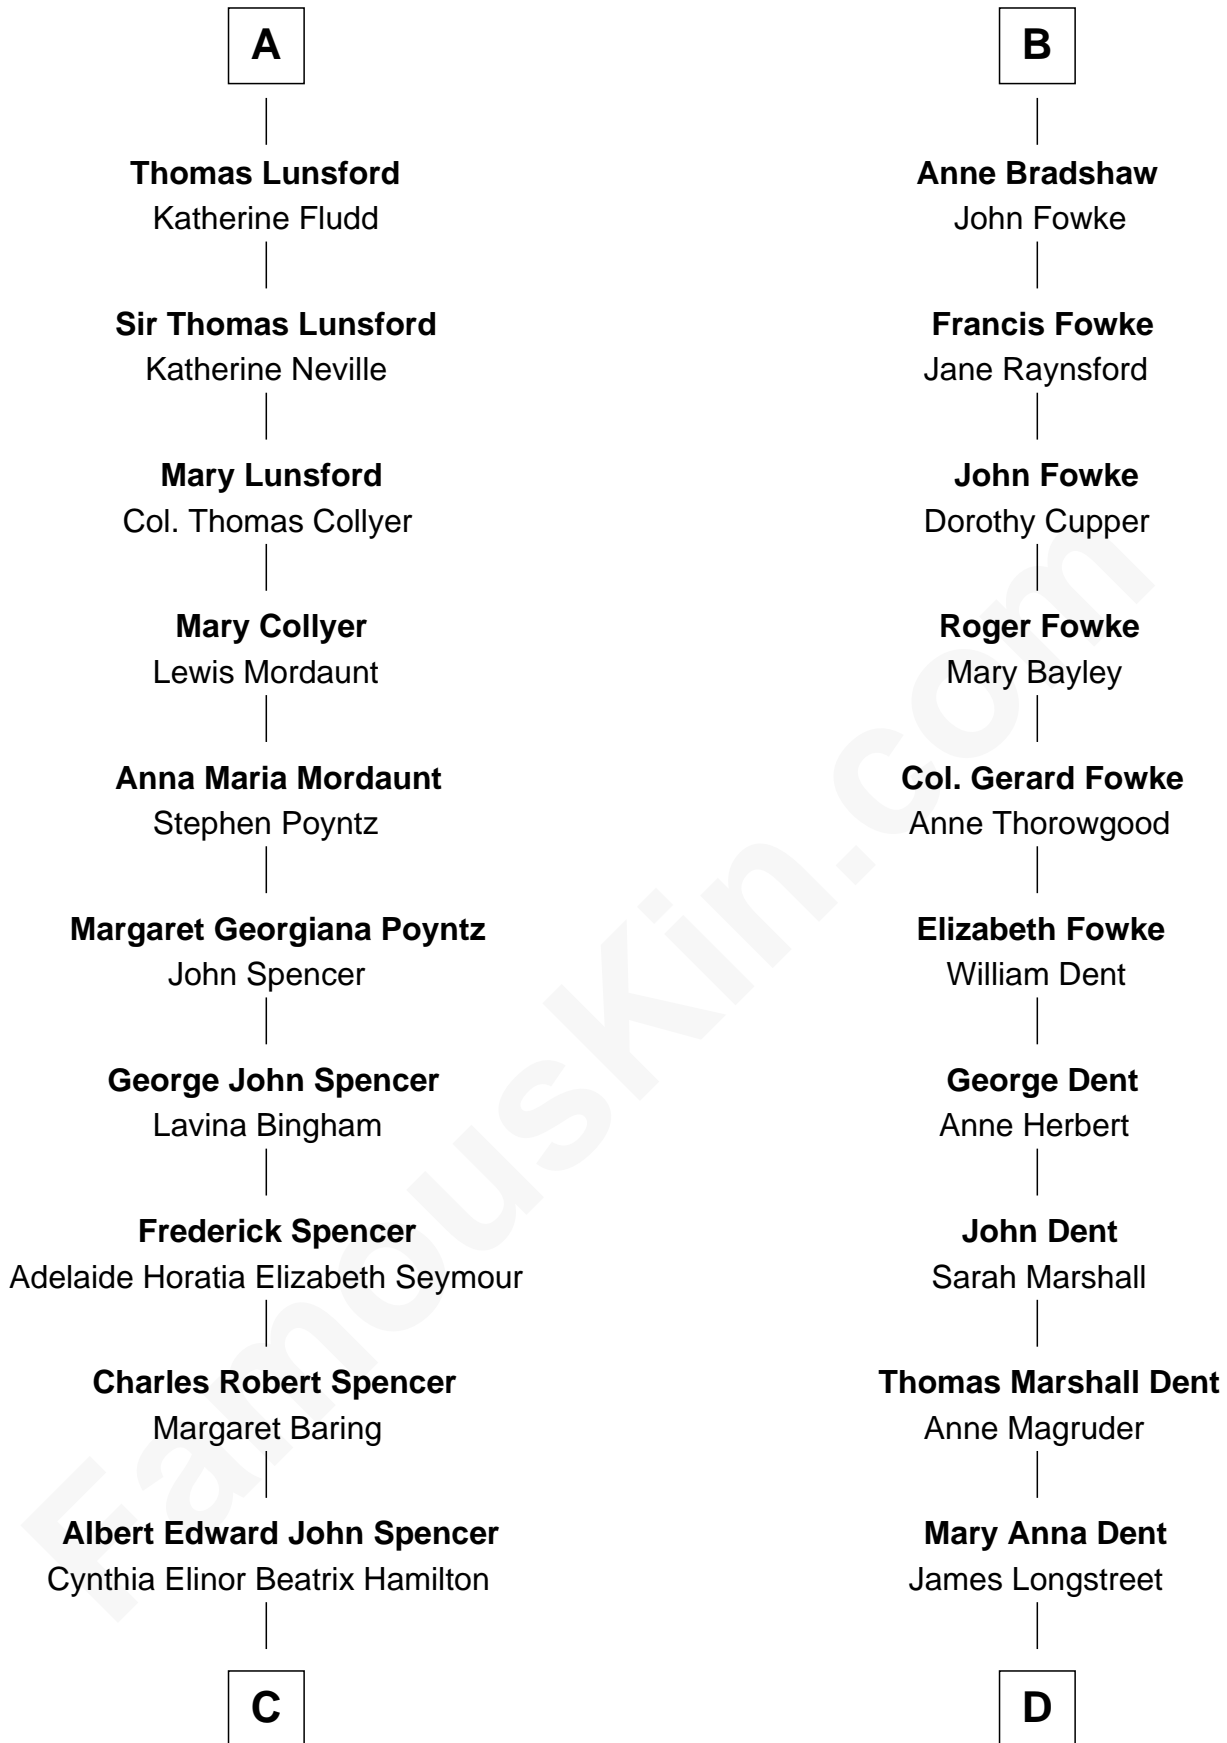 A
Thomas Lunsford
Katherine Fludd
Sir Thomas Lunsford
Katherine Neville
Mary Lunsford
Col. Thomas Collyer
Mary Collyer
Lewis Mordaunt
Anna Maria Mordaunt
Stephen Poyntz
Margaret Georgiana Poyntz
John Spencer
George John Spencer
Lavina Bingham
Frederick Spencer
Adelaide Horatia Elizabeth Seymour
Charles Robert Spencer
Margaret Baring
Albert Edward John Spencer
Cynthia Elinor Beatrix Hamilton
C
B
Anne Bradshaw
John Fowke
Francis Fowke
Jane Raynsford
John Fowke
Dorothy Cupper
Roger Fowke
Mary Bayley
Col. Gerard Fowke
Anne Thorowgood
Elizabeth Fowke
William Dent
George Dent
Anne Herbert
John Dent
Sarah Marshall
Thomas Marshall Dent
Anne Magruder
Mary Anna Dent
James Longstreet
D
FamousKin.com